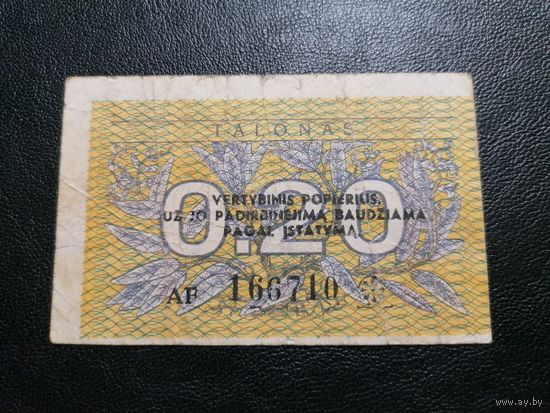 TALONAS
0.20
VERTYBINIS POPIERIUS,
UŽ JO PADIRBINĖJIMĄ BAUDŽIAMA
PAGAL ĮSTATYMĄ.
AP 166710
www.ay.by